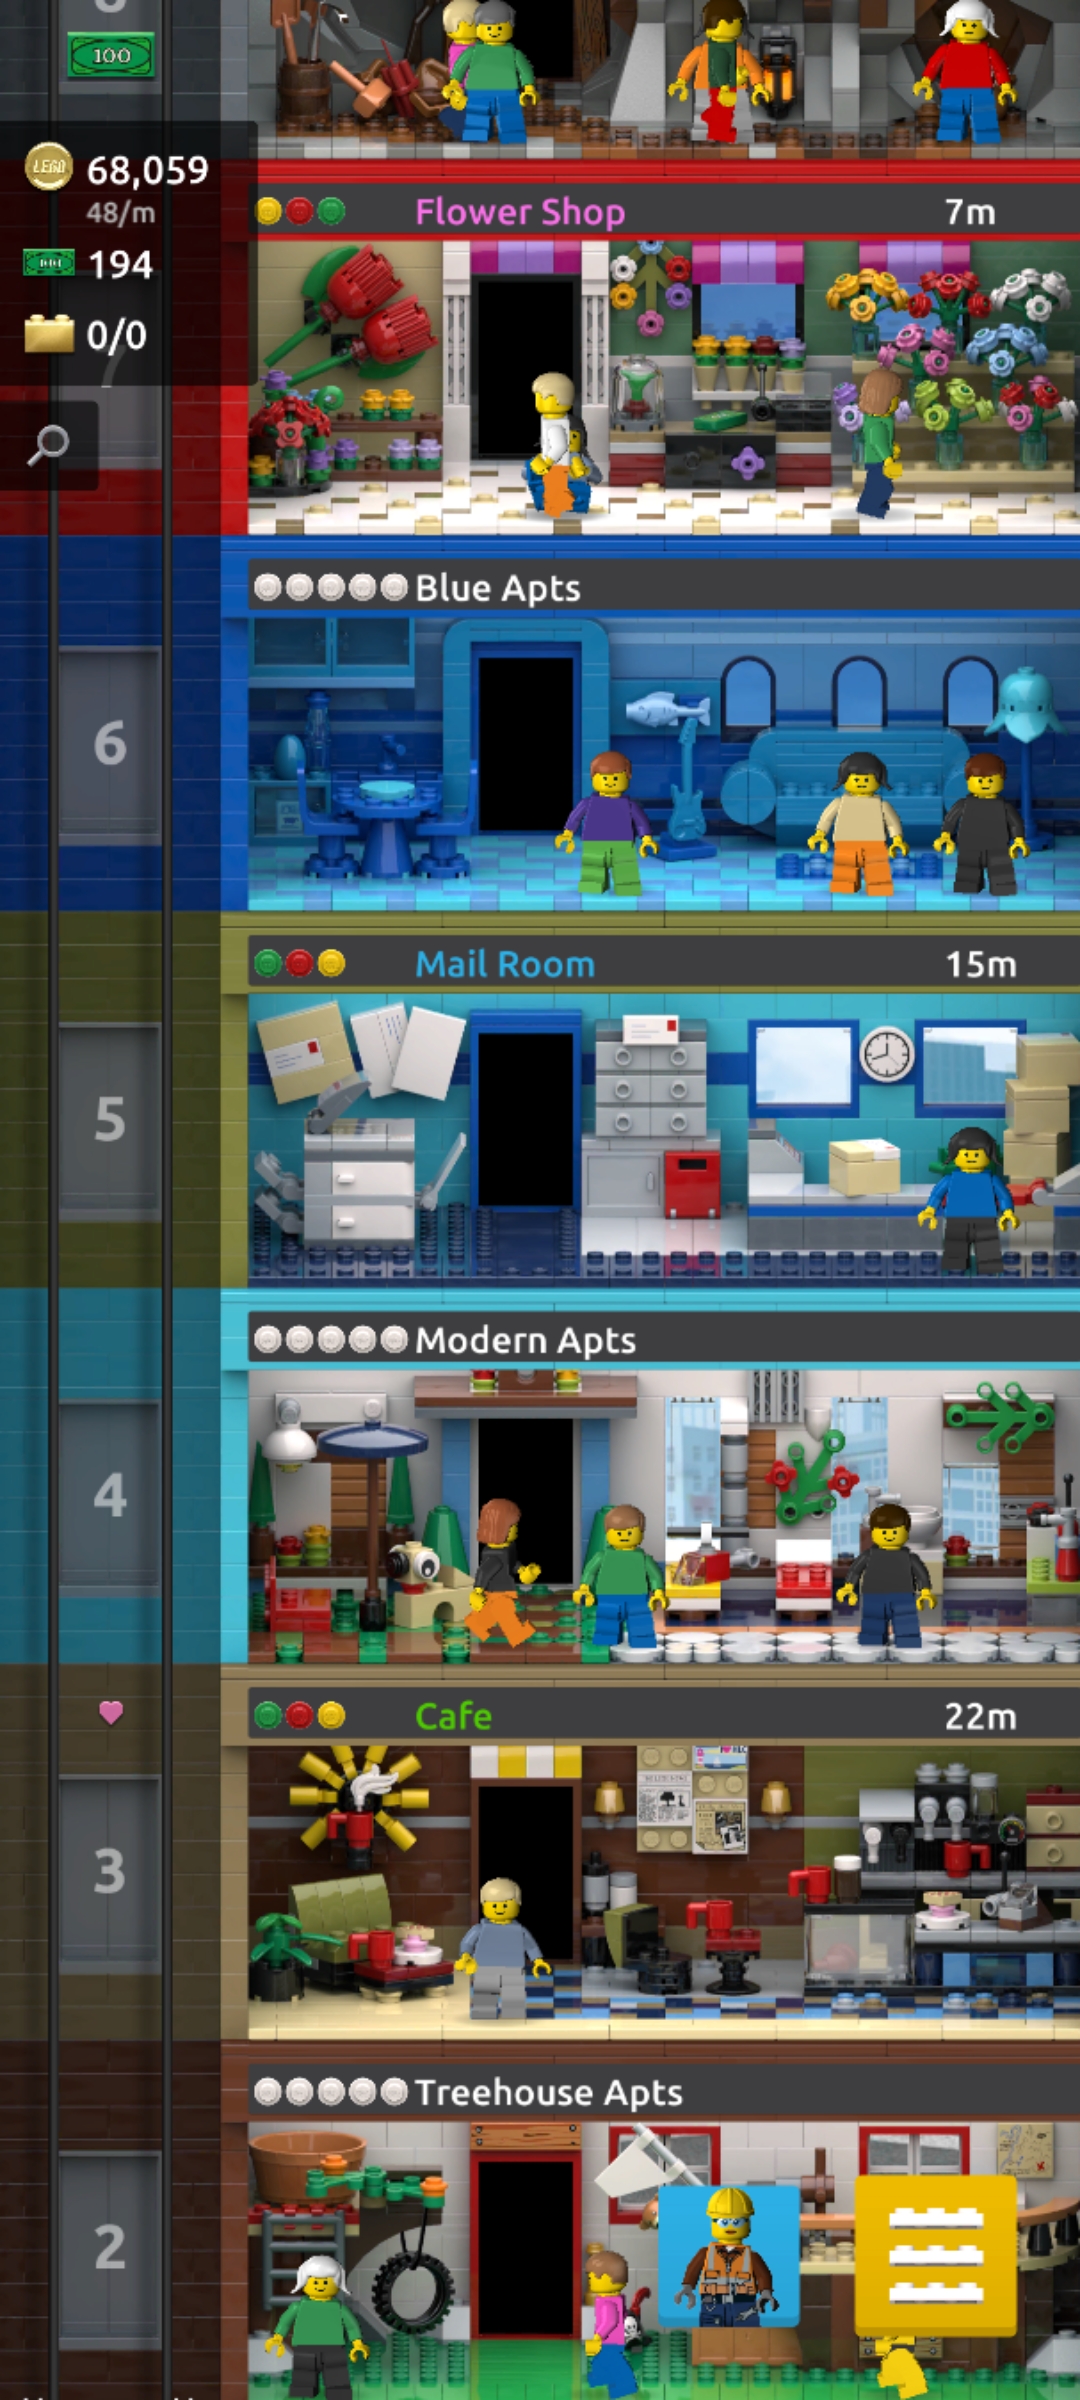 100
LEGO
68,059
48/m
194
0/0
7
Flower Shop 7m
Blue Apts
6
Mail Room 15m
5
Modern Apts
4
Cafe 22m
3
Treehouse Apts
2